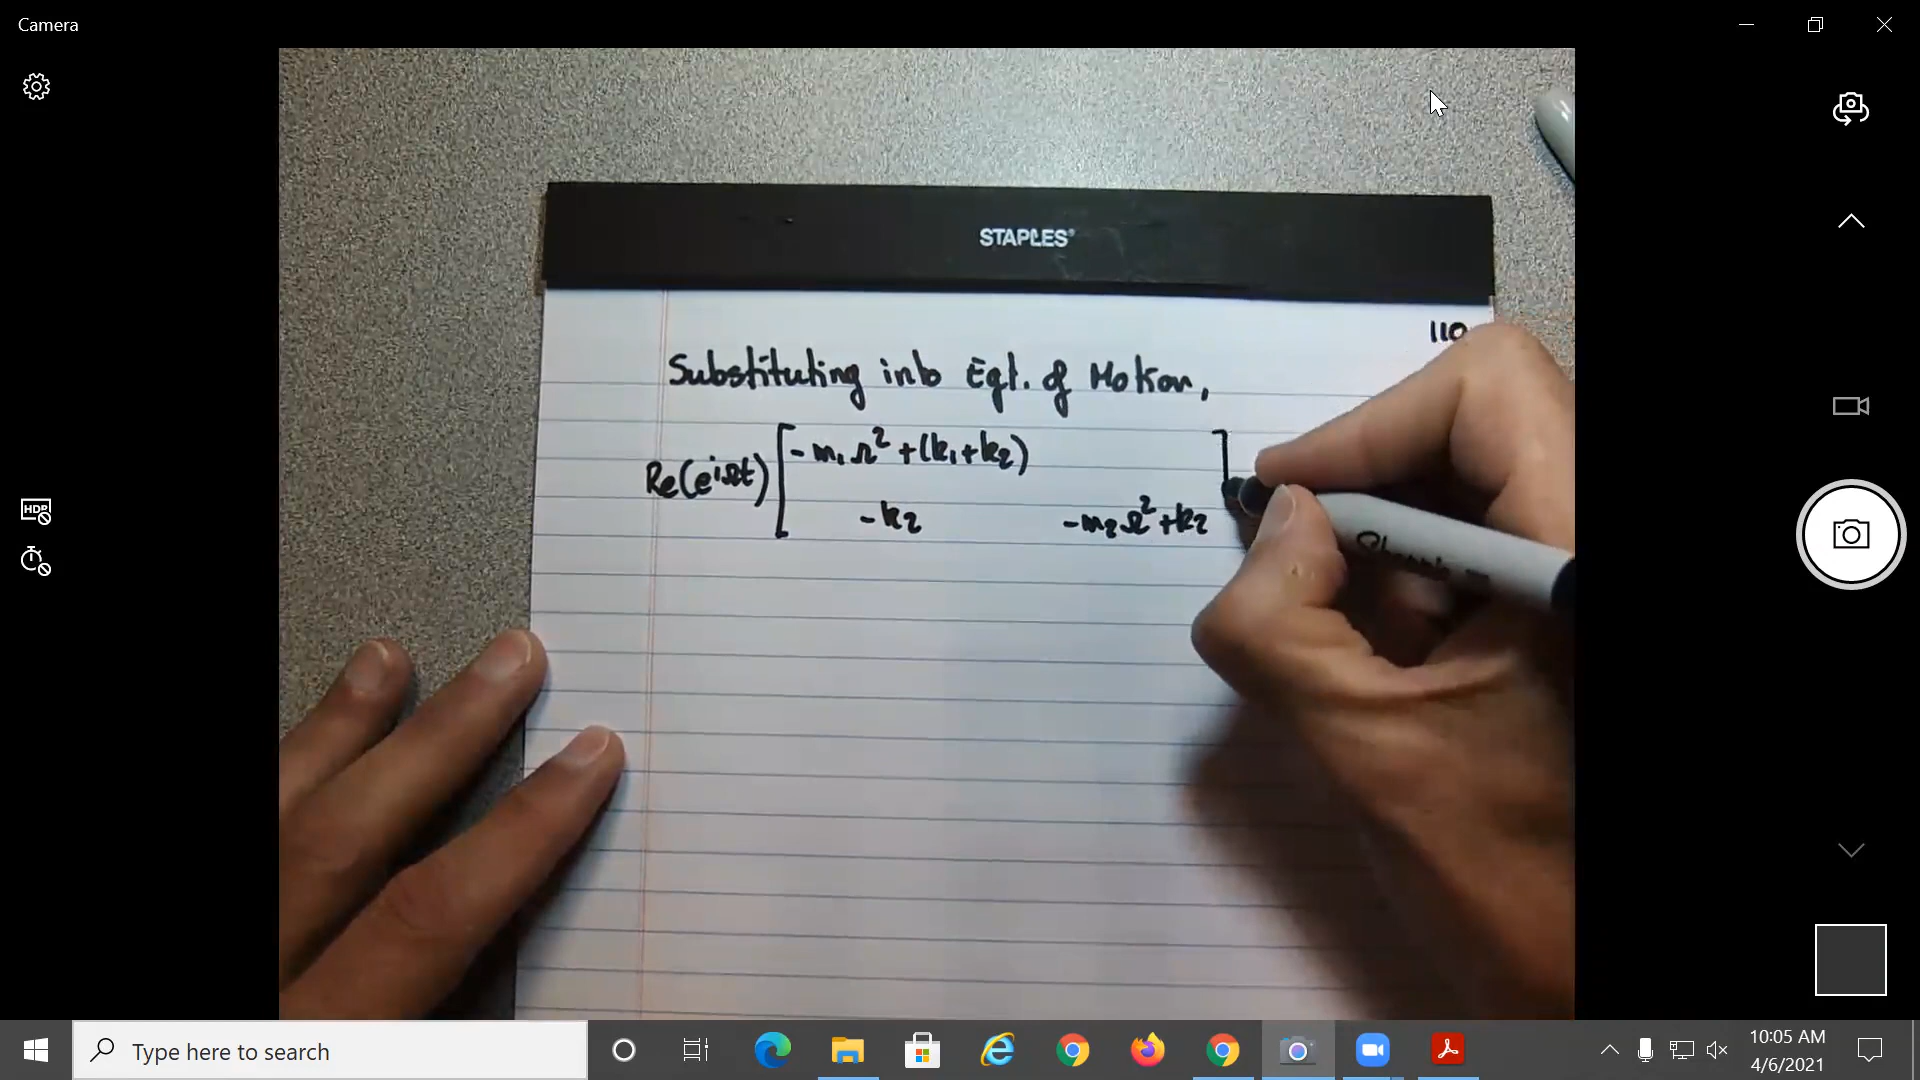 Camera
STAPLES
110
Substituting into Eqt. of Motion,
Re(e^{iΩt}) [ -m₁Ω² + (k₁+k₂)
-k₂ -m₂Ω² + k₂ ]
HDR
Type here to search
10:05 AM
4/6/2021